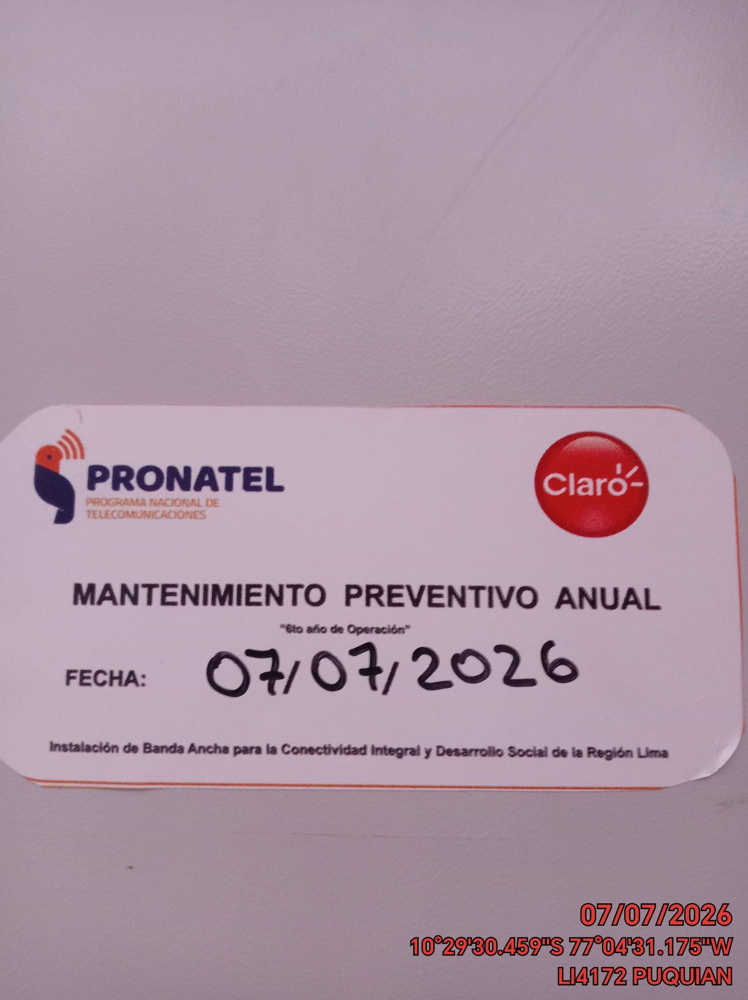 PRONATEL
PROGRAMA NACIONAL DE
TELECOMUNICACIONES
Claro
MANTENIMIENTO PREVENTIVO ANUAL
"6to año de Operación"
FECHA: 07/07/2026
Instalación de Banda Ancha para la Conectividad Integral y Desarrollo Social de la Región Lima
07/07/2026
10°29'30.459"S 77°04'31.175"W
LI4172 PUQUIAN